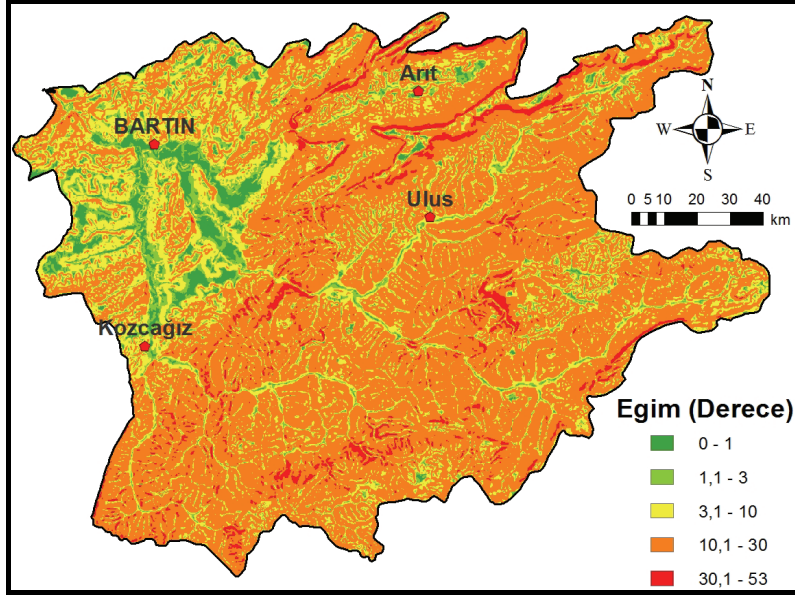 Arıt
BARTIN
Ulus
Kozcağız
N
W
E
S
0 5 10 20 30 40
km
Egim (Derece)
0 - 1
1,1 - 3
3,1 - 10
10,1 - 30
30,1 - 53